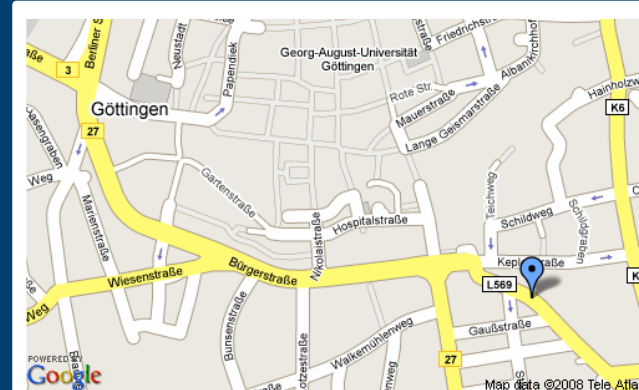 Berliner S
Neustadt
Papendiek
Georg-August-Universität
Göttingen
Friedrichstr
Albanikirchhof
3
Rote Str.
Mauerstraße
Hainholzw
Göttingen
K6
Lange Geismarstraße
27
Weg
Gartenstraße
Marienstraße
Teichweg
Schildweg
Schildgraben
Hospitalstraße
Nikolaistraße
Wiesenstraße
Bürgerstraße
L569
Weg
Bunsenstraße
Gaußstraße
Walkemühlenweg
27
POWERED BY
Google
Map data ©2008 Tele Atla